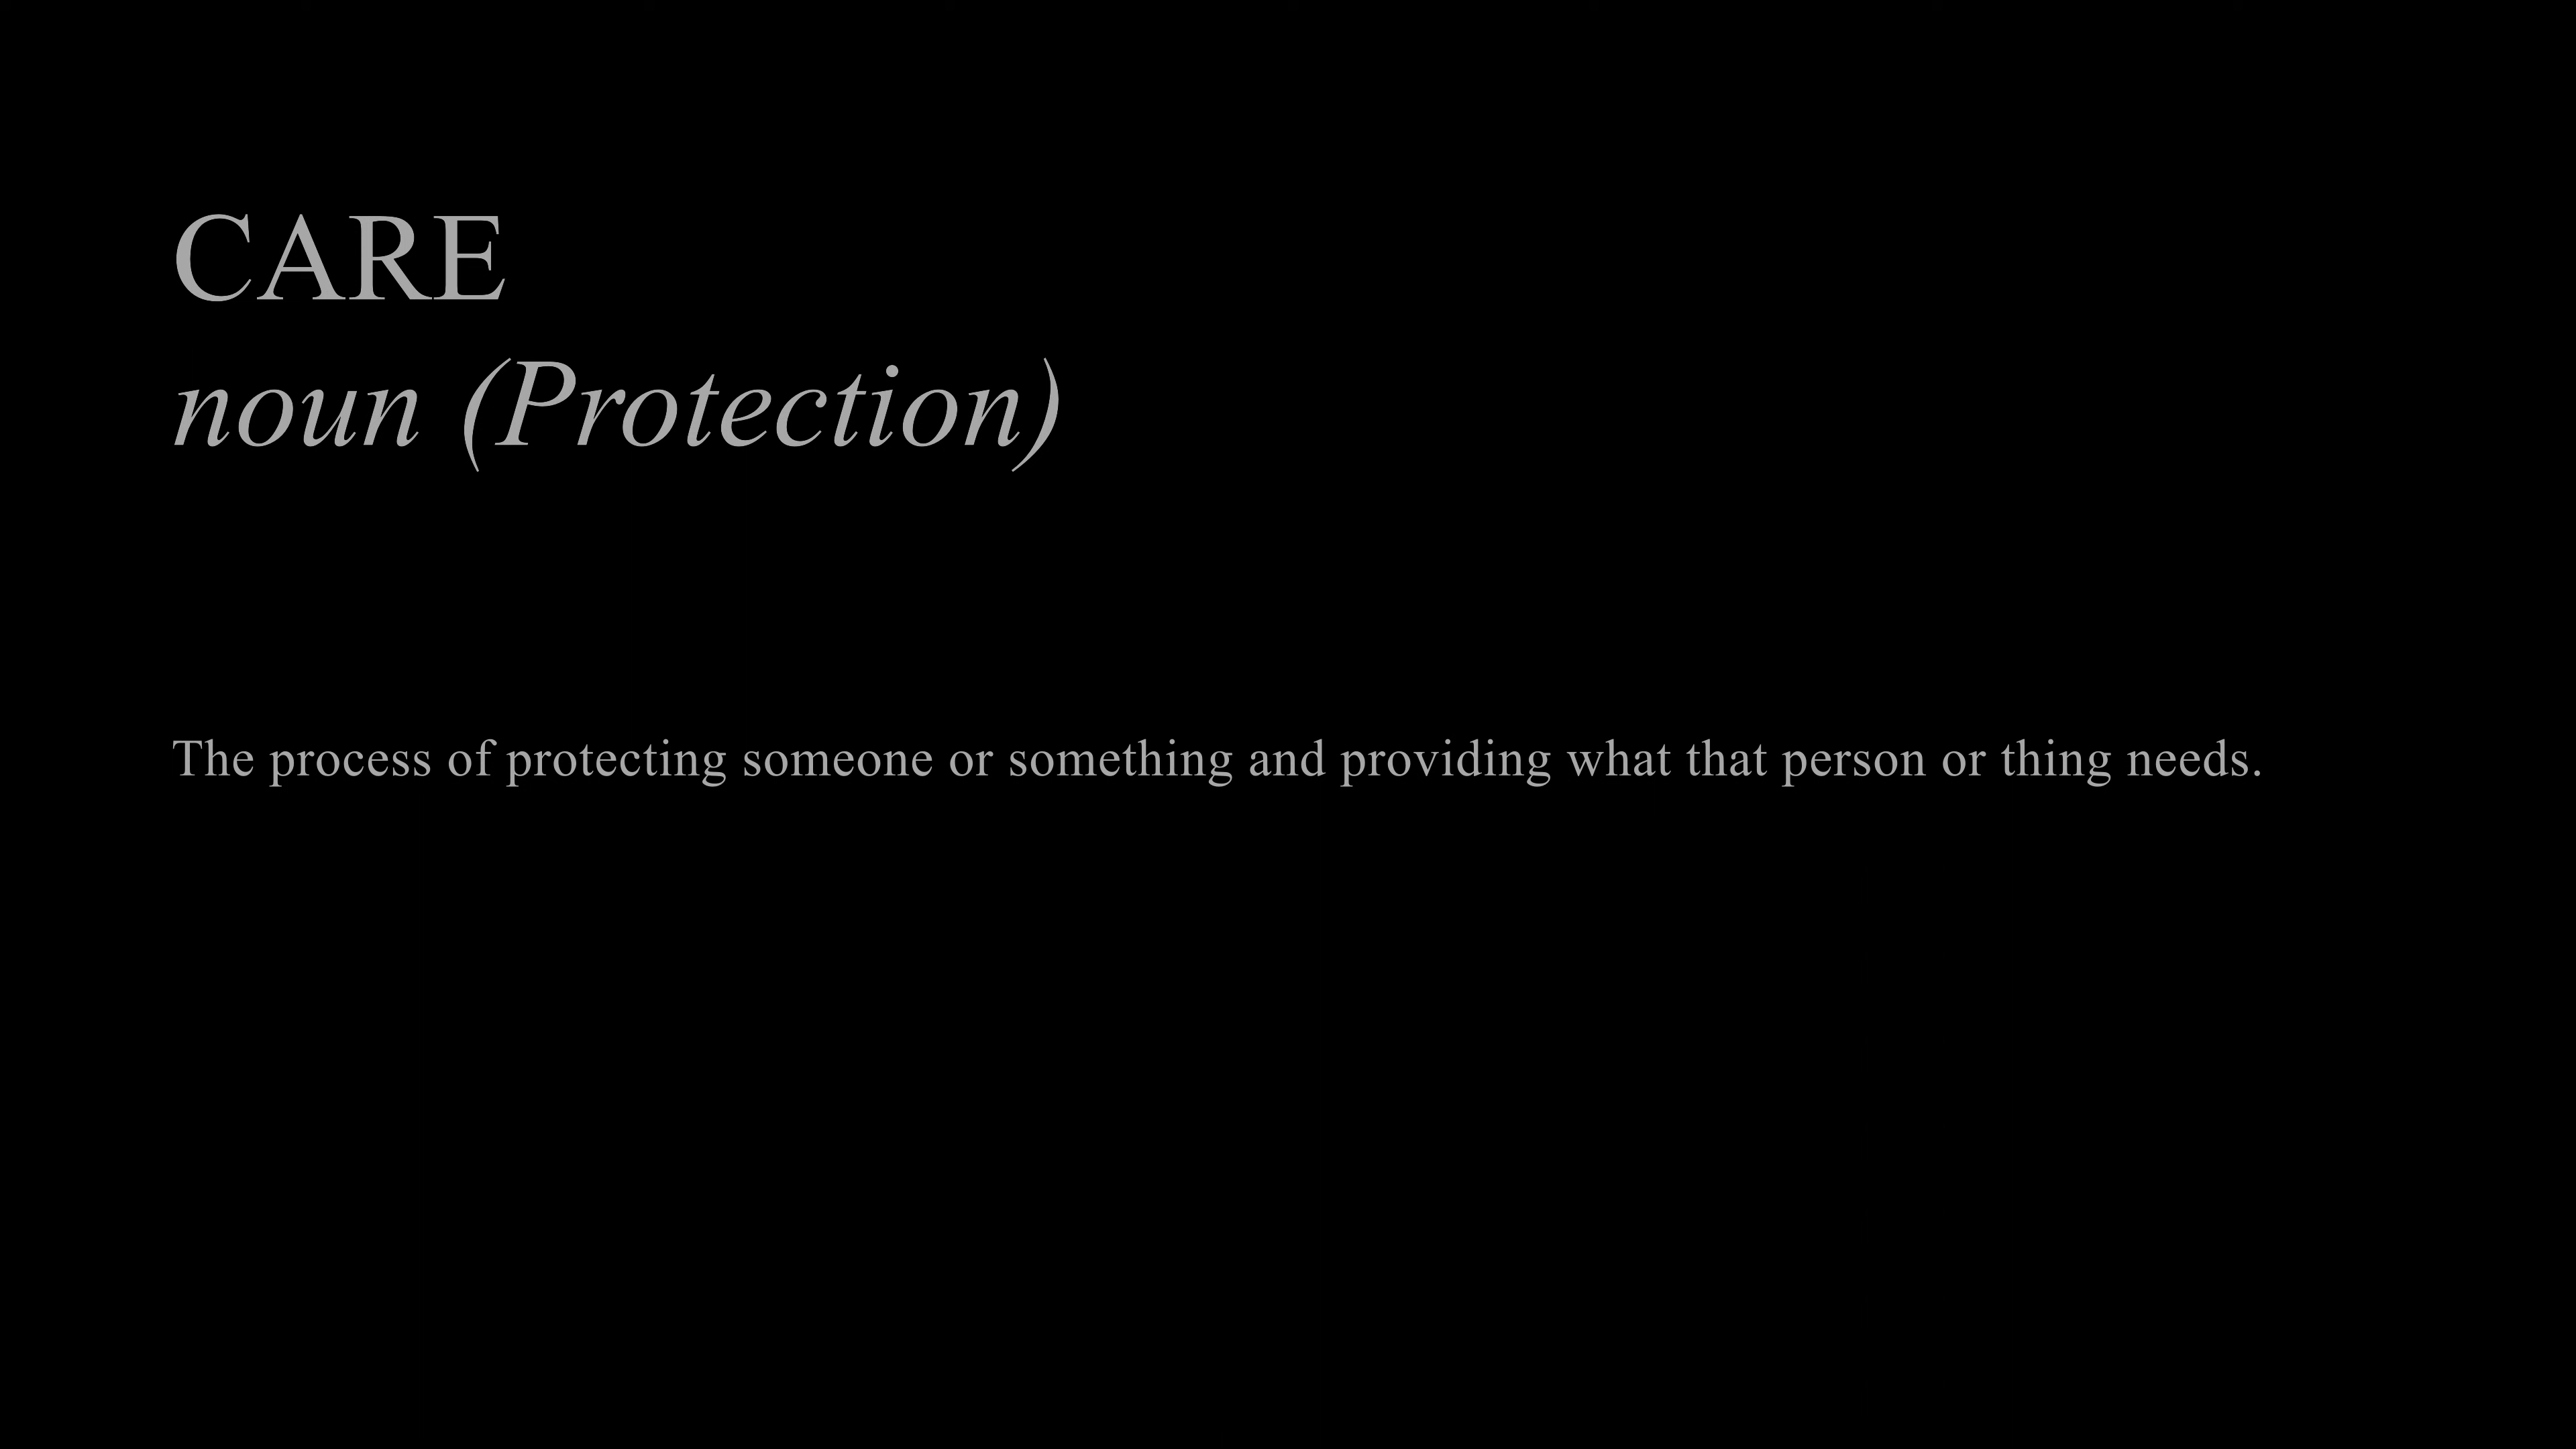 CARE
noun (Protection)
The process of protecting someone or something and providing what that person or thing needs.